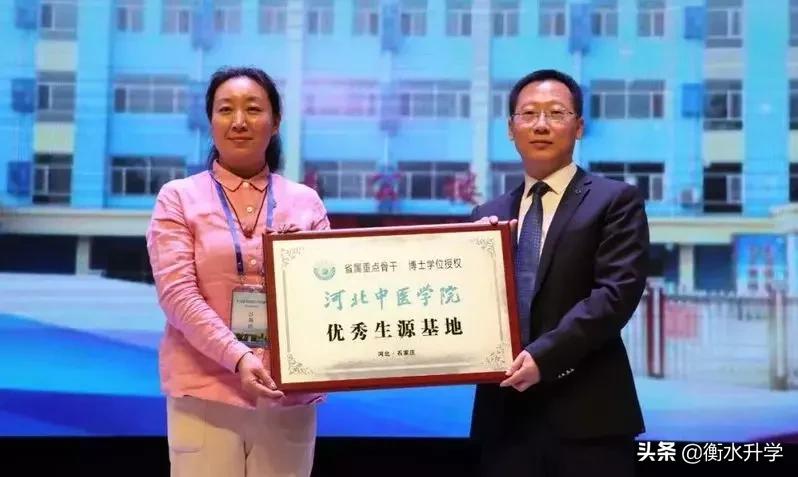 省属重点骨干 博士学位授权
河北中医学院
优秀生源基地
河北·石家庄
头条 @衡水升学